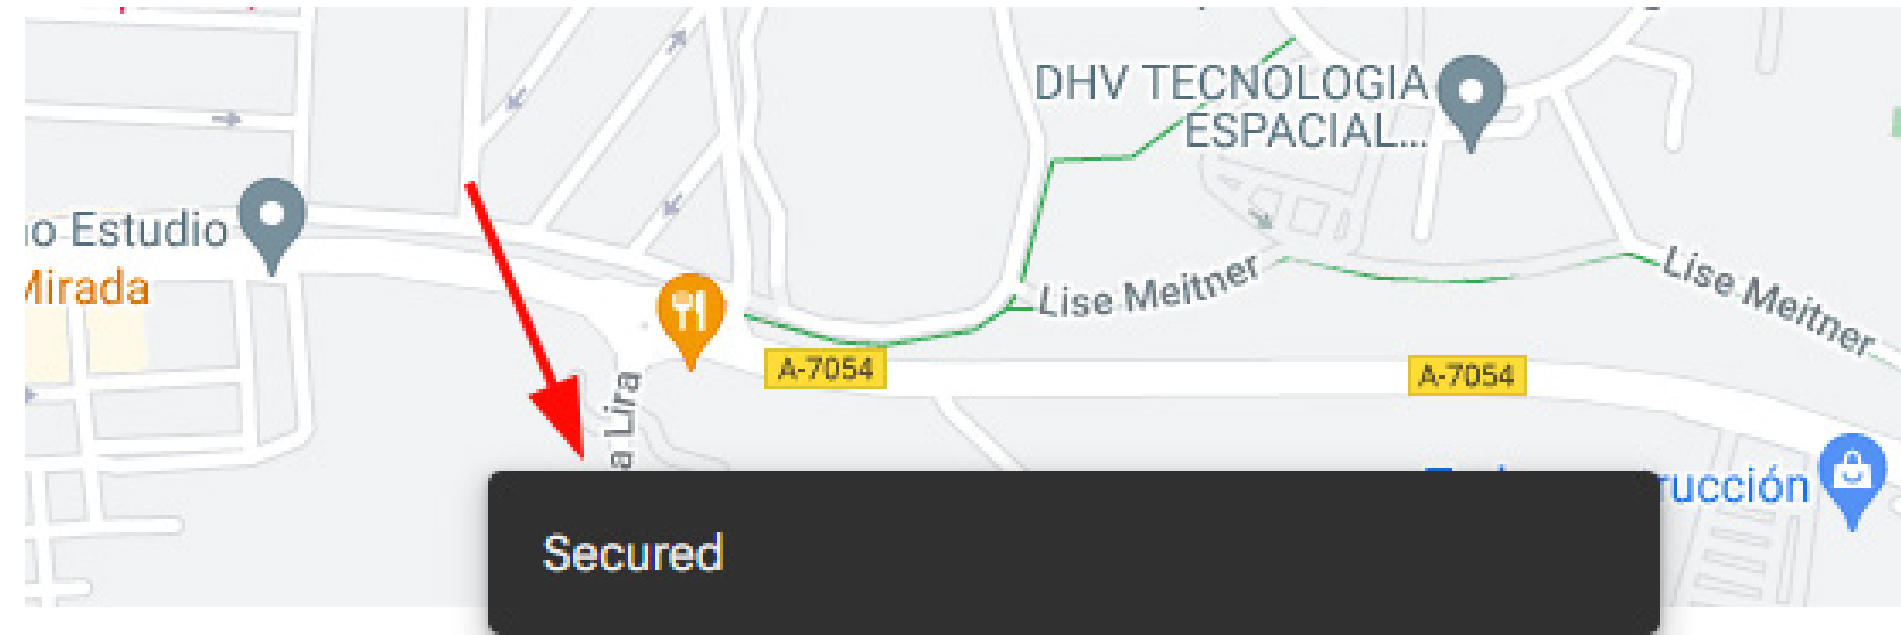 DHV TECNOLOGIA
ESPACIAL...
Estudio
Mirada
Lise Meitner
Lise Meitner
A-7054
A-7054
a Lira
rucción
Secured